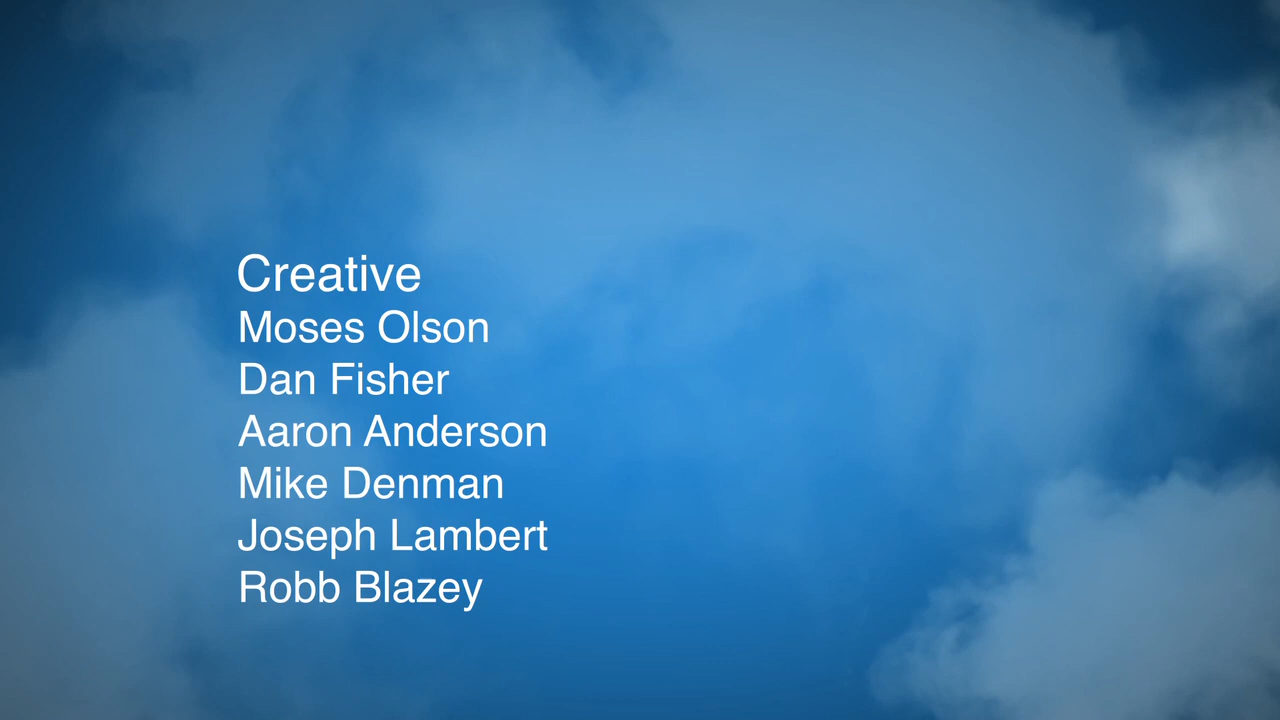 Creative
Moses Olson
Dan Fisher
Aaron Anderson
Mike Denman
Joseph Lambert
Robb Blazey